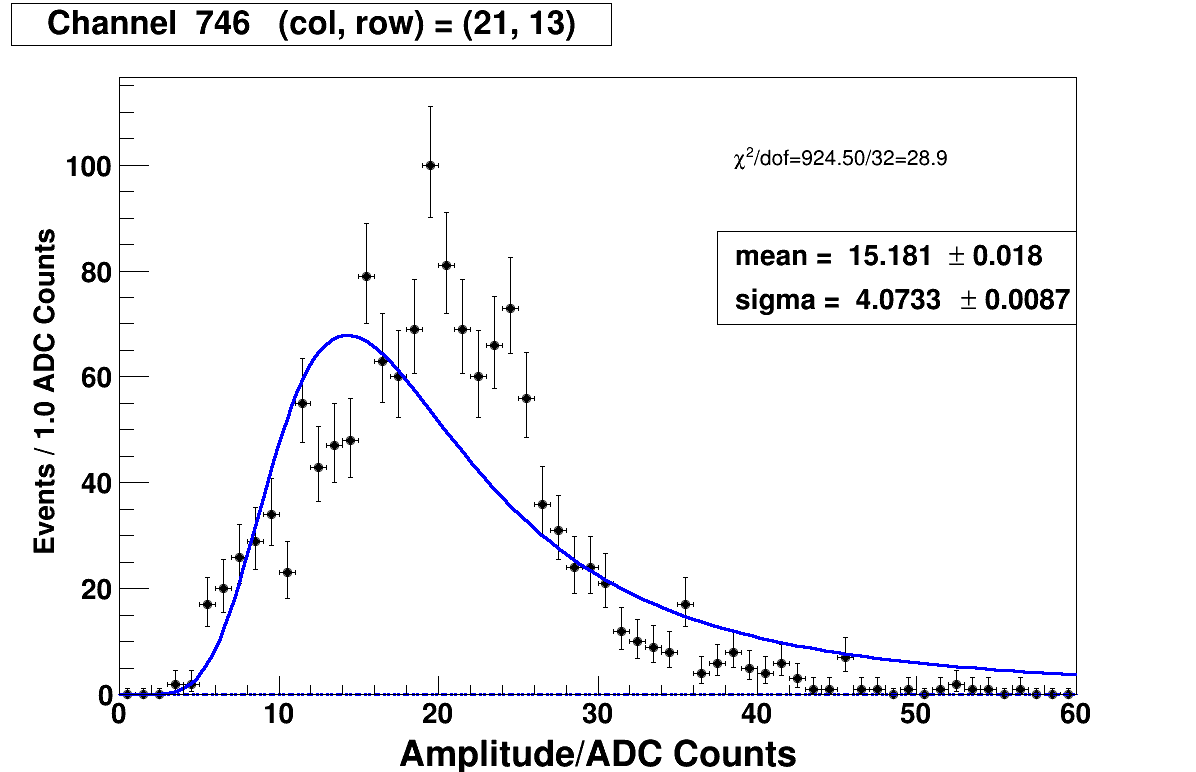 Channel 746 (col, row) = (21, 13)
χ²/dof=924.50/32=28.9
mean = 15.181 ± 0.018
sigma = 4.0733 ± 0.0087
Events / 1.0 ADC Counts
100
80
60
40
20
0
0 10 20 30 40 50 60
Amplitude/ADC Counts